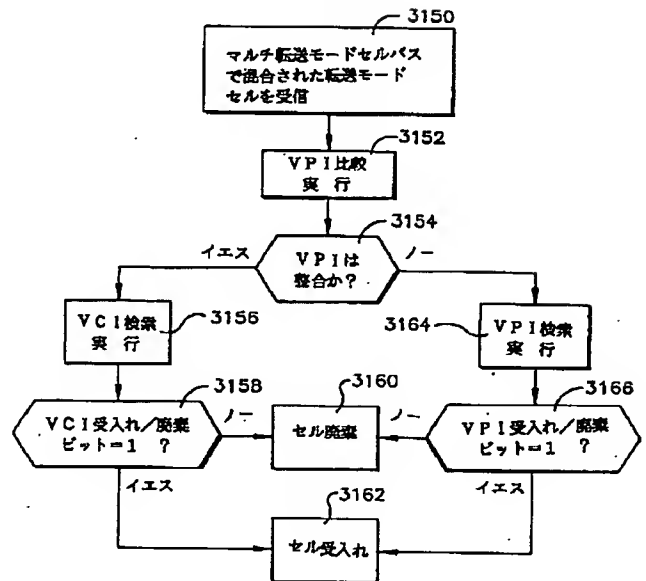 3150
マルチ転送モードセルバス
で混合された転送モード
セルを受信
3152
VPI比較
実 行
3154
イエス
VPIは
整合か?
ノー
VCI検索
実 行
3156
3164
VPI検索
実 行
3158
VCI受入れ/廃棄
ビット=1 ?
ノー
3160
セル廃棄
ノー
3166
VPI受入れ/廃棄
ビット=1 ?
イエス
イエス
3162
セル受入れ